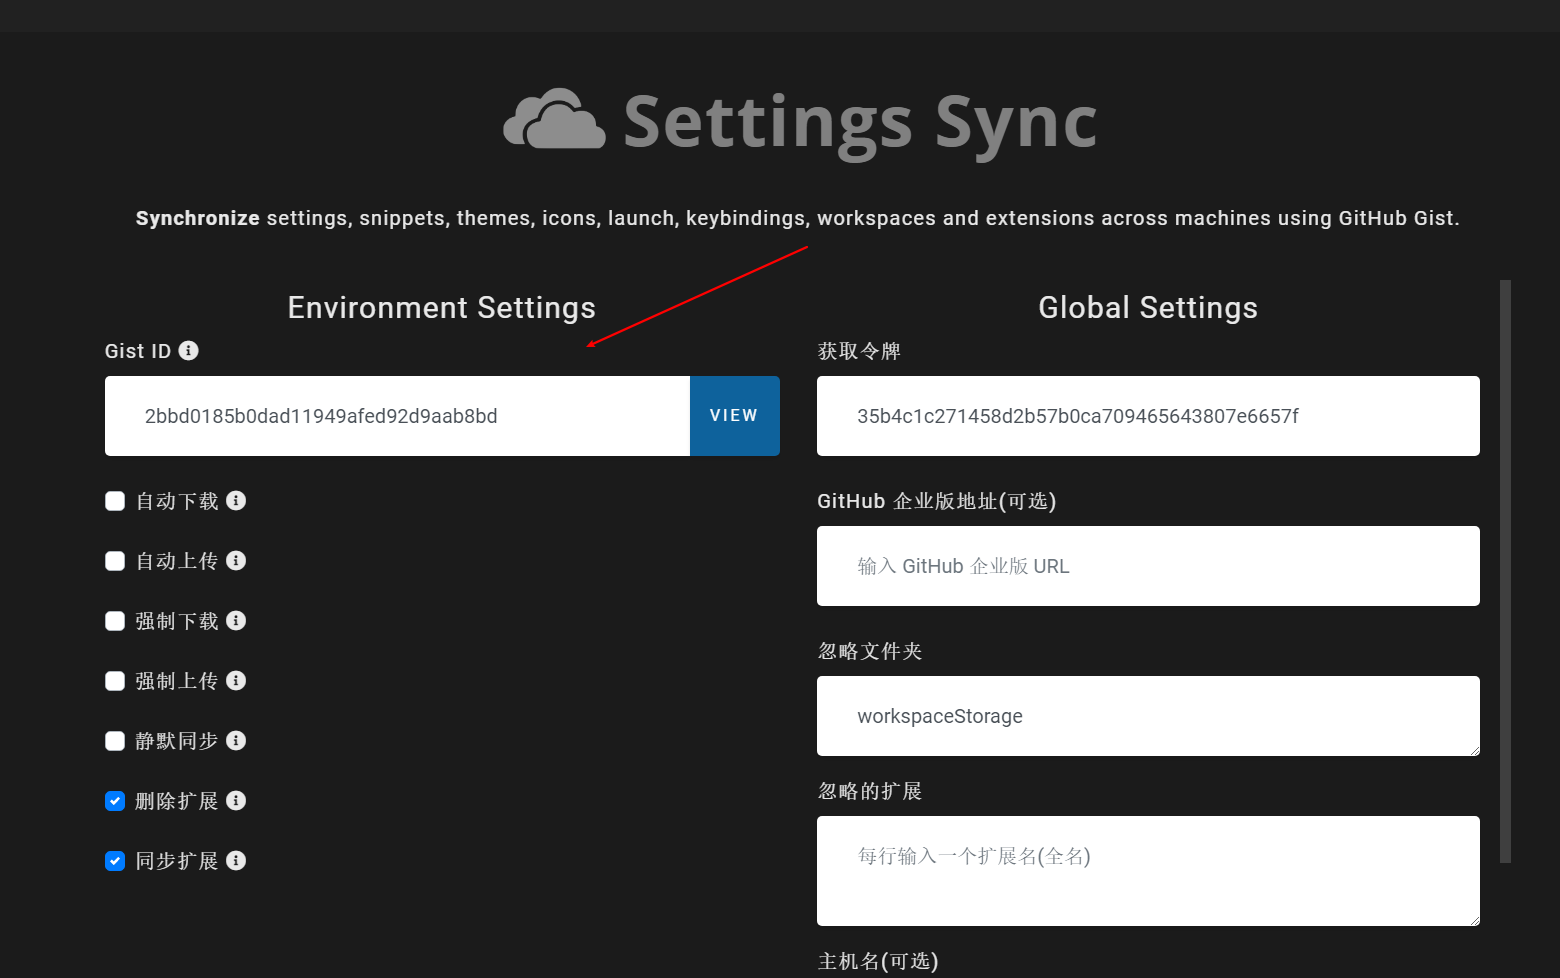 Settings Sync
Synchronize settings, snippets, themes, icons, launch, keybindings, workspaces and extensions across machines using GitHub Gist.
Environment Settings
Gist ID
2bbd0185b0dad11949afed92d9aab8bd
VIEW
自动下载
自动上传
强制下载
强制上传
静默同步
删除扩展
同步扩展
Global Settings
获取令牌
35b4c1c271458d2b57b0ca709465643807e6657f
GitHub 企业版地址(可选)
输入 GitHub 企业版 URL
忽略文件夹
workspaceStorage
忽略的扩展
每行输入一个扩展名(全名)
主机名(可选)